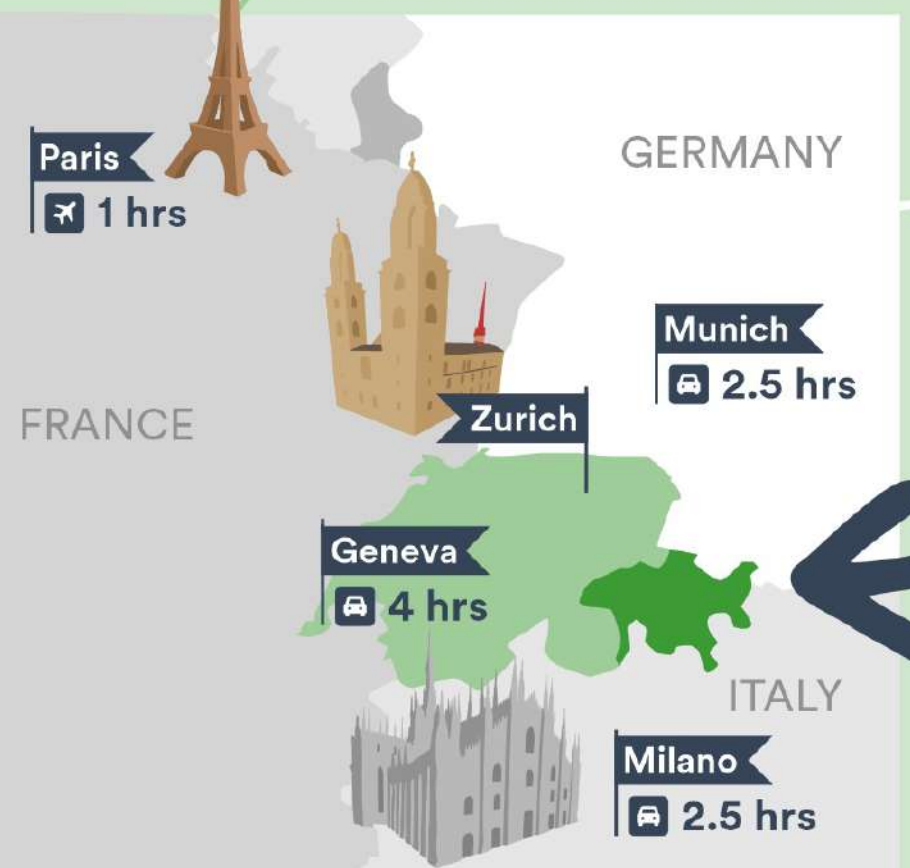 Paris
1 hrs
GERMANY
Munich
2.5 hrs
FRANCE
Zurich
Geneva
4 hrs
ITALY
Milano
2.5 hrs